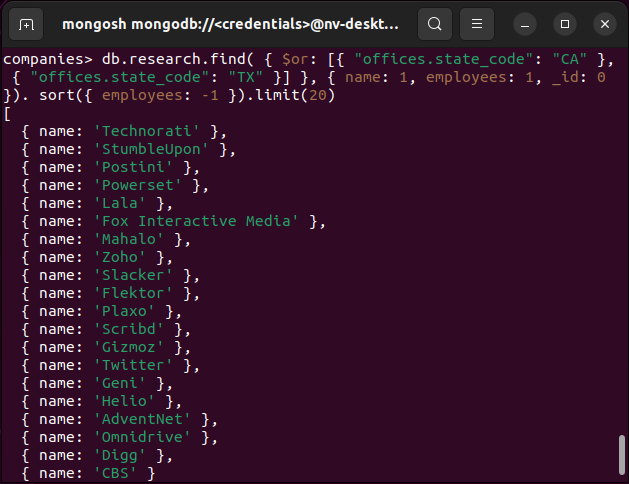 mongosh mongodb://<credentials>@nv-deskt...
companies> db.research.find( { $or: [{ "offices.state_code": "CA" },
{ "offices.state_code": "TX" }] }, { name: 1, employees: 1, _id: 0
}). sort({ employees: -1 }).limit(20)
[
{ name: 'Technorati' },
{ name: 'StumbleUpon' },
{ name: 'Postini' },
{ name: 'Powerset' },
{ name: 'Lala' },
{ name: 'Fox Interactive Media' },
{ name: 'Mahalo' },
{ name: 'Zoho' },
{ name: 'Slacker' },
{ name: 'Flektor' },
{ name: 'Plaxo' },
{ name: 'Scribd' },
{ name: 'Gizmoz' },
{ name: 'Twitter' },
{ name: 'Geni' },
{ name: 'Helio' },
{ name: 'AdventNet' },
{ name: 'Omnidrive' },
{ name: 'Digg' },
{ name: 'CBS' }